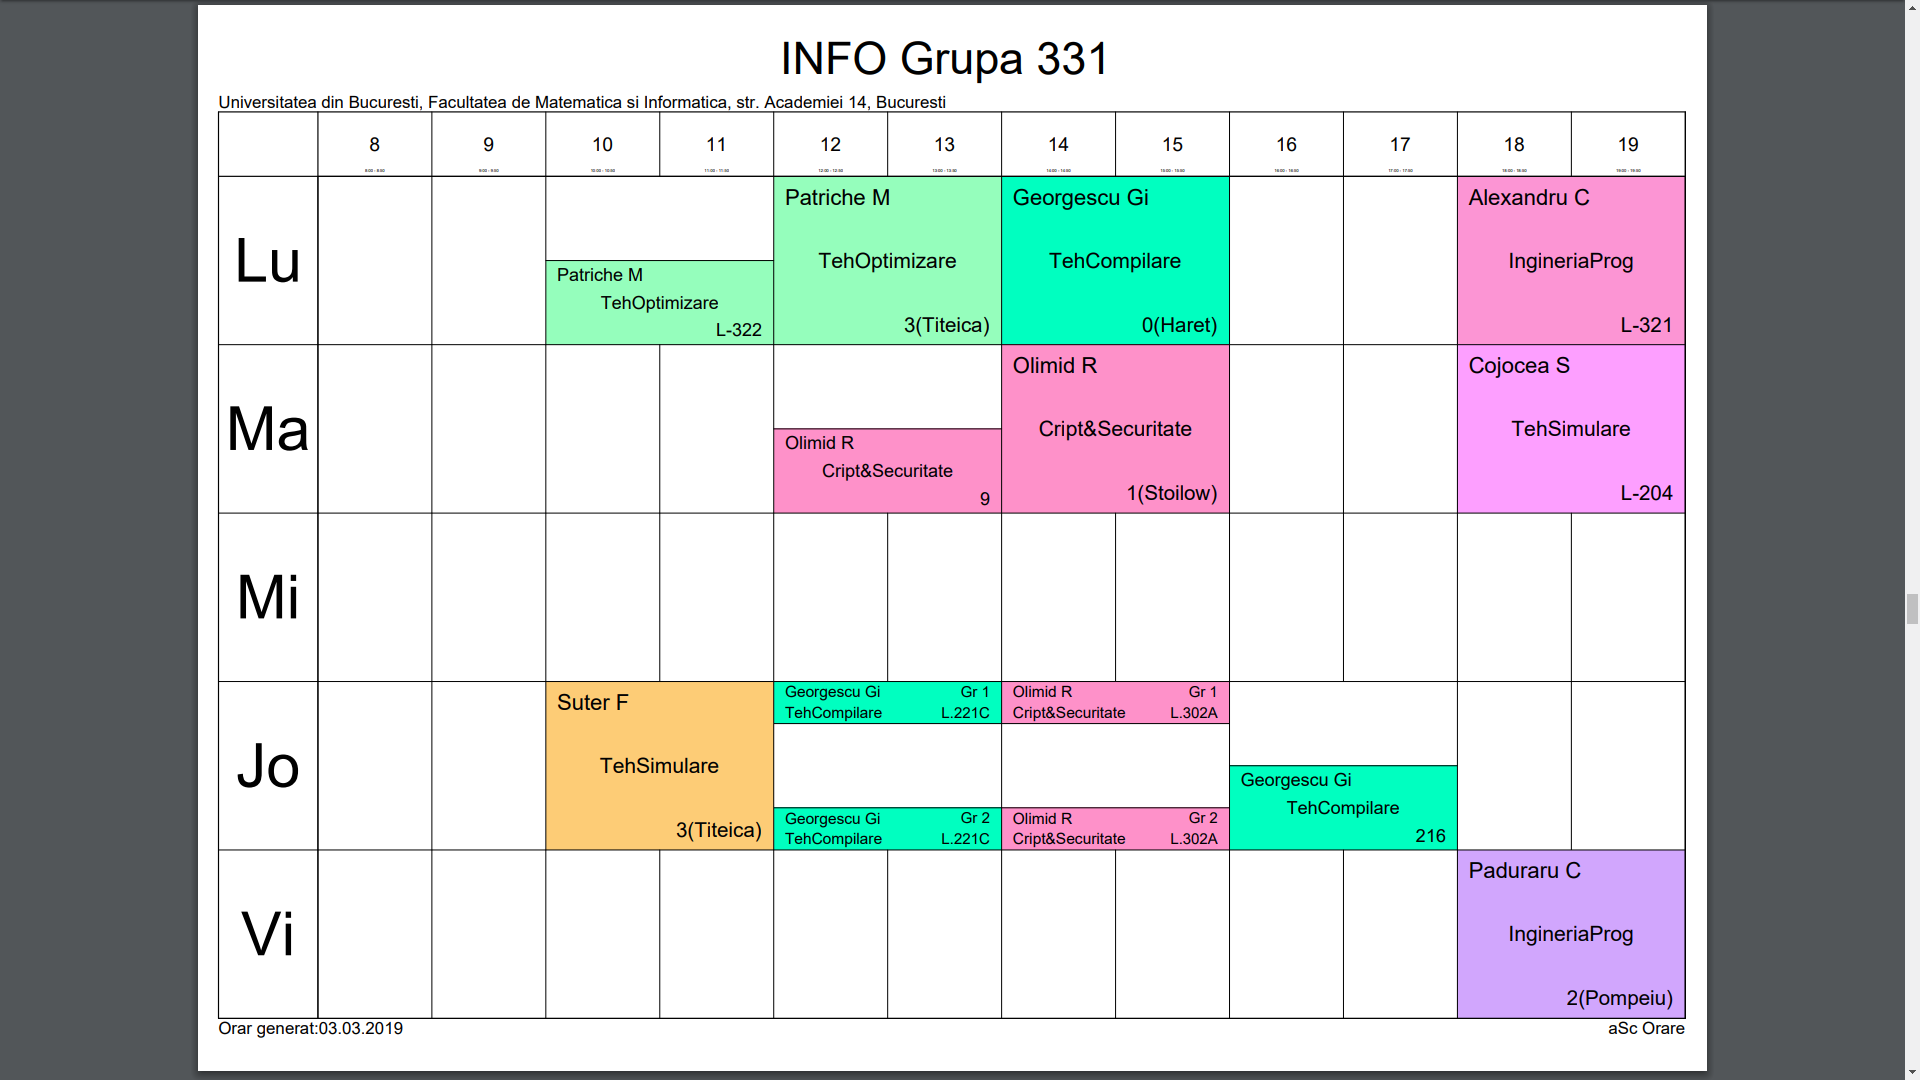 INFO Grupa 331
Universitatea din Bucuresti, Facultatea de Matematica si Informatica, str. Academiei 14, Bucuresti
8 9 10 11 12 13 14 15 16 17 18 19
Lu
Patriche M
TehOptimizare
L-322
Patriche M
TehOptimizare
3(Titeica)
Georgescu Gi
TehCompilare
0(Haret)
Alexandru C
IngineriaProg
L-321
Ma
Olimid R
Cript&Securitate
9
Olimid R
Cript&Securitate
1(Stoilow)
Cojocea S
TehSimulare
L-204
Mi
Jo
Suter F
TehSimulare
3(Titeica)
Georgescu Gi Gr 1
TehCompilare L.221C
Georgescu Gi Gr 2
TehCompilare L.221C
Olimid R Gr 1
Cript&Securitate L.302A
Olimid R Gr 2
Cript&Securitate L.302A
Georgescu Gi
TehCompilare
216
Vi
Paduraru C
IngineriaProg
2(Pompeiu)
Orar generat:03.03.2019
aSc Orare